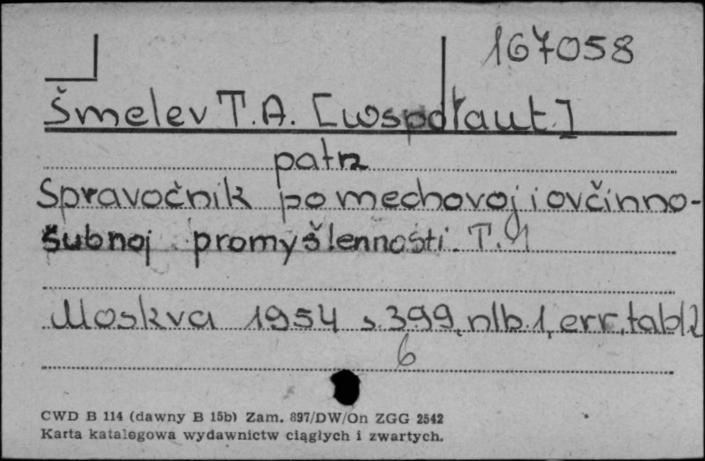 167058
Šmelev T.A. [współaut.]
patrz
Spravočnik po mechovoj i ovčinno-
šubnoj promyšlennosti. T.
Moskva 1954 s. 399, nlb. 1, err, tabl 2
6
CWD B 114 (dawny B 15b) Zam. 897/DW/On ZGG 2542
Karta katalogowa wydawnictw ciągłych i zwartych.